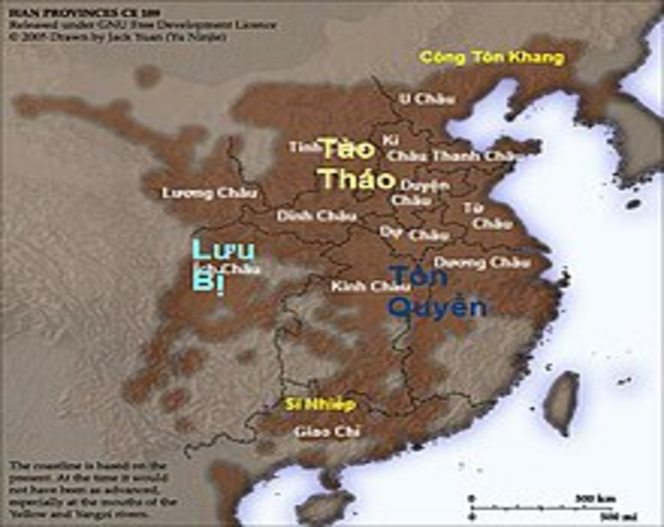 HAN PROVINCES CE 189
Released under GNU Free Development Licence
© 2005 Drawn by Jack Yuan (Yu Ninjie)
Công Tôn Khang
U Châu
Kí
Châu
Thanh Châu
Tào
Tháo
Duyện
Châu
Lương Châu
Dĩnh Châu
Từ
Châu
Dự Châu
Dương Châu
Lưu
Bị
Châu
Kinh Châu
Tôn
Quyền
Sĩ Nhiếp
Giao Chỉ
The coastline is based on the
present. At the time it would
not have been as advanced,
especially at the mouths of the
Yellow and Yangzi rivers.
0 500 km
0 500 mi